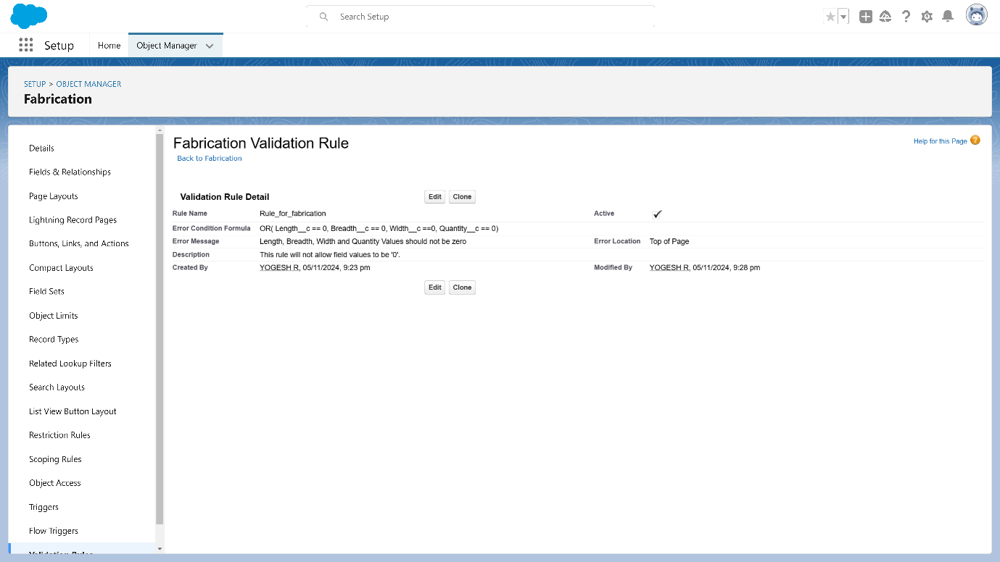 Search Setup
Setup
Home
Object Manager
SETUP > OBJECT MANAGER
Fabrication
Details
Fields & Relationships
Page Layouts
Lightning Record Pages
Buttons, Links, and Actions
Compact Layouts
Field Sets
Object Limits
Record Types
Related Lookup Filters
Search Layouts
List View Button Layout
Restriction Rules
Scoping Rules
Object Access
Triggers
Flow Triggers
Validation Rules
Fabrication Validation Rule
Help for this Page ?
Back to Fabrication
Validation Rule Detail
Edit Clone
Rule Name Rule_for_fabrication Active
Error Condition Formula OR( Length__c == 0, Breadth__c == 0, Width__c ==0, Quantity__c == 0)
Error Message Length, Breadth, Width and Quantity Values should not be zero Error Location Top of Page
Description This rule will not allow field values to be '0'.
Created By YOGESH R, 05/11/2024, 9:23 pm Modified By YOGESH R, 05/11/2024, 9:28 pm
Edit Clone